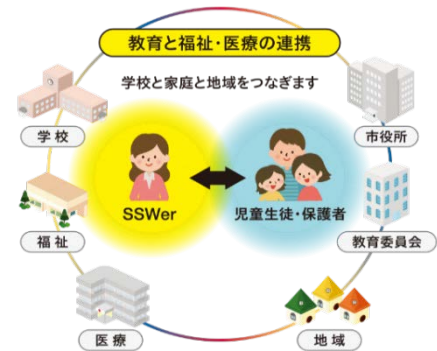 教育と福祉・医療の連携
学校と家庭と地域をつなぎます
学校
市役所
SSWer
児童生徒・保護者
福祉
教育委員会
医療
地域